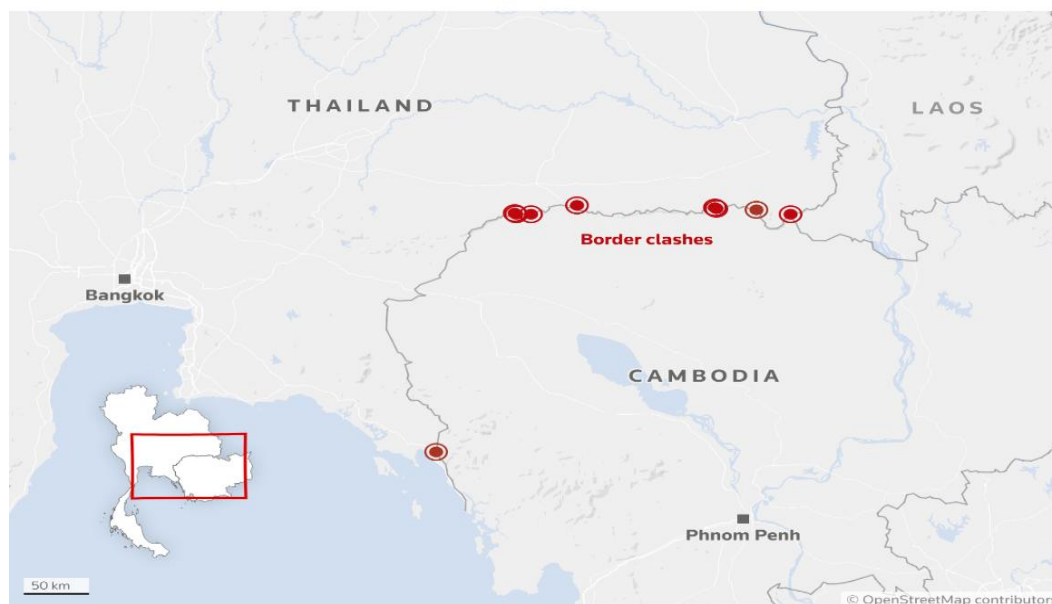 THAILAND
LAOS
Border clashes
Bangkok
CAMBODIA
Phnom Penh
50 km
© OpenStreetMap contributors